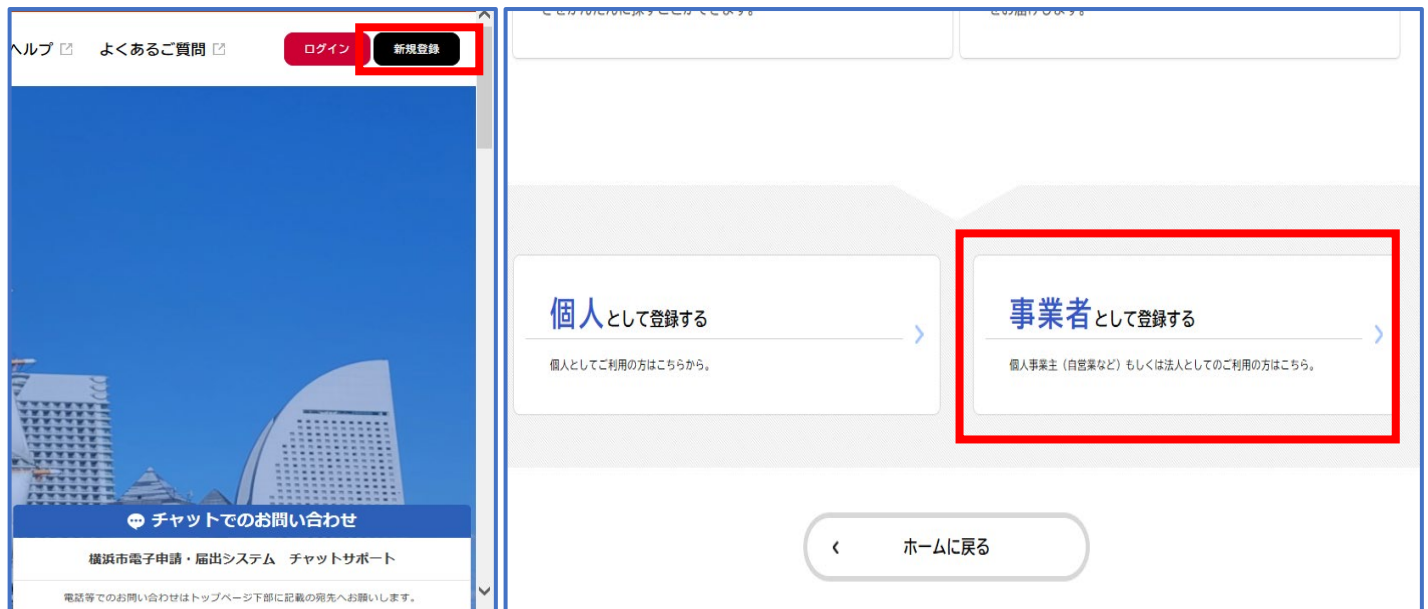 ヘルプ
よくあるご質問
ログイン
新規登録
チャットでのお問い合わせ
横浜市電子申請・届出システム チャットサポート
電話等でのお問い合わせはトップページ下部に記載の宛先へお願いします。
個人として登録する
個人としてご利用の方はこちらから。
事業者として登録する
個人事業主（自営業など）もしくは法人としてのご利用の方はこちら。
ホームに戻る